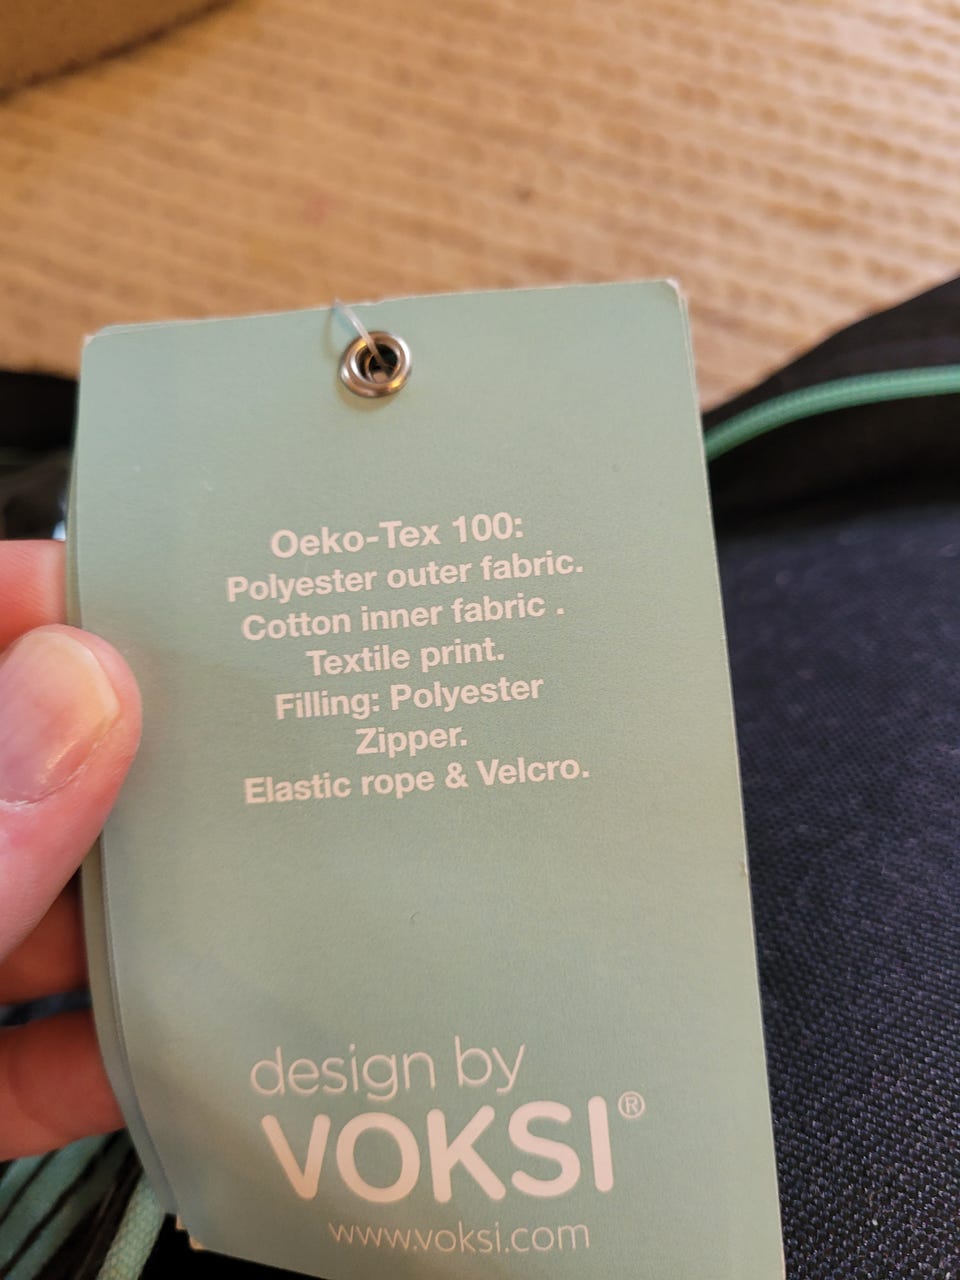 Oeko-Tex 100:
Polyester outer fabric.
Cotton inner fabric .
Textile print.
Filling: Polyester
Zipper.
Elastic rope & Velcro.
design by
VOKSI®
www.voksi.com